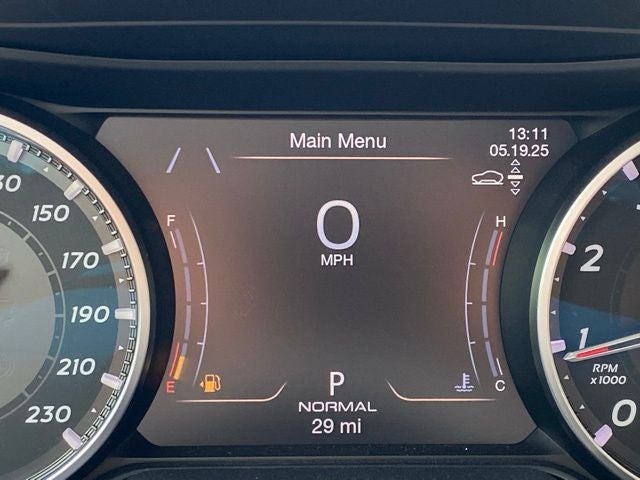 Main Menu
13:11
05.19.25
F
H
0
MPH
E
C
P
NORMAL
29 mi
150
170
190
210
230
2
1
0
RPM
x1000